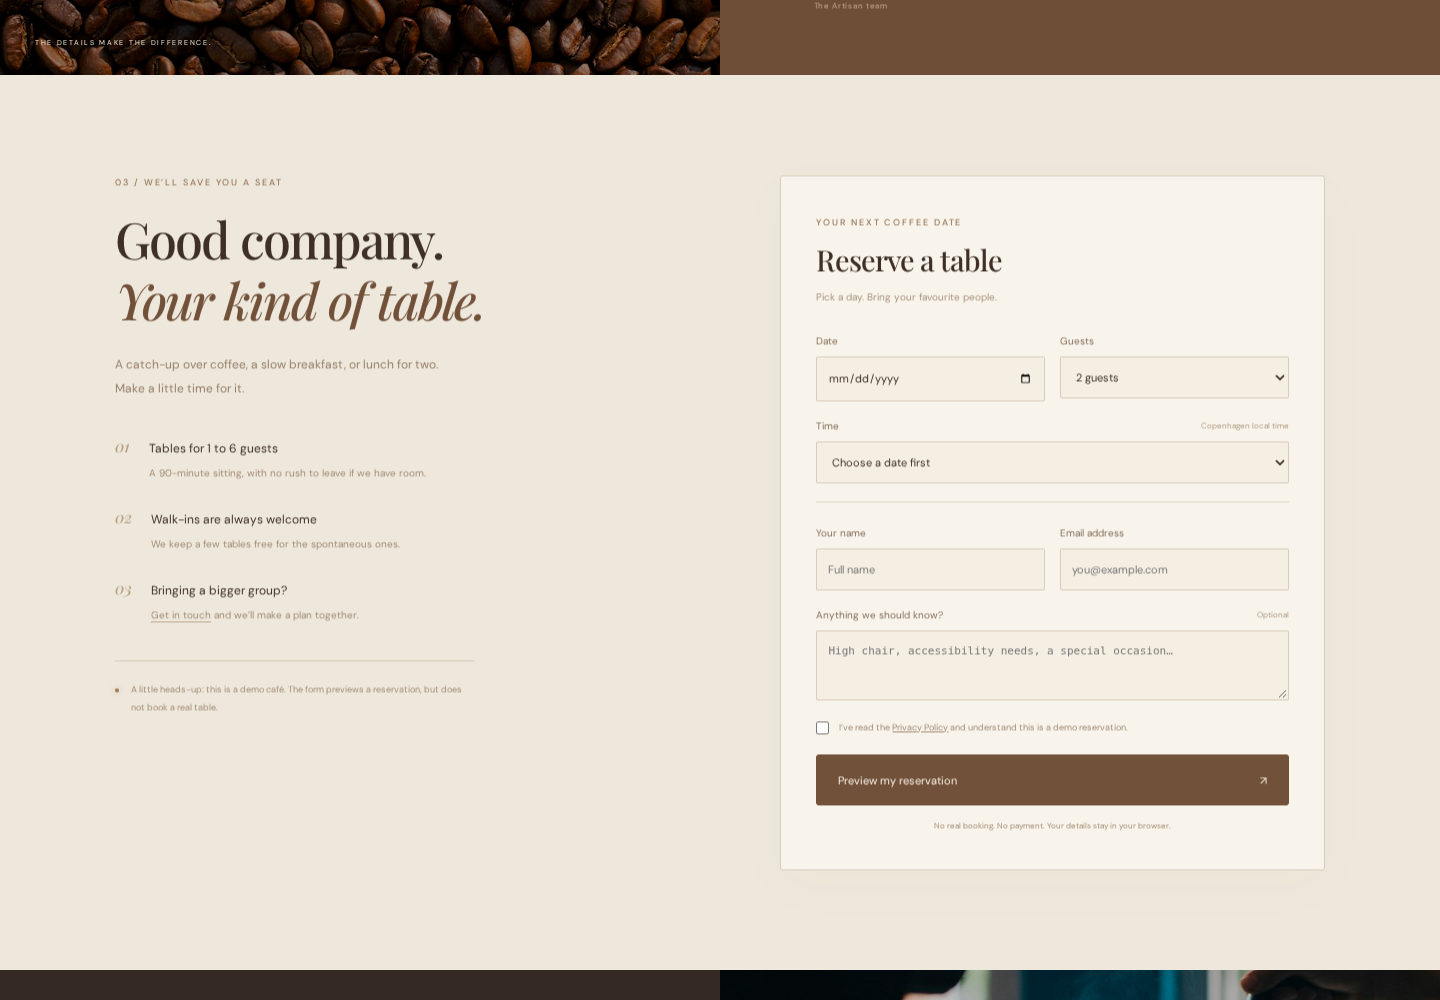 THE DETAILS MAKE THE DIFFERENCE.
The Artisan team
03 / WE'LL SAVE YOU A SEAT
Good company.
Your kind of table.
A catch-up over coffee, a slow breakfast, or lunch for two.
Make a little time for it.
01 Tables for 1 to 6 guests
A 90-minute sitting, with no rush to leave if we have room.
02 Walk-ins are always welcome
We keep a few tables free for the spontaneous ones.
03 Bringing a bigger group?
Get in touch and we'll make a plan together.
A little heads-up: this is a demo café. The form previews a reservation, but does
not book a real table.
YOUR NEXT COFFEE DATE
Reserve a table
Pick a day. Bring your favourite people.
Date Guests
mm/dd/yyyy 2 guests
Time Copenhagen local time
Choose a date first
Your name Email address
Full name you@example.com
Anything we should know? Optional
High chair, accessibility needs, a special occasion…
I've read the Privacy Policy and understand this is a demo reservation.
Preview my reservation
No real booking. No payment. Your details stay in your browser.